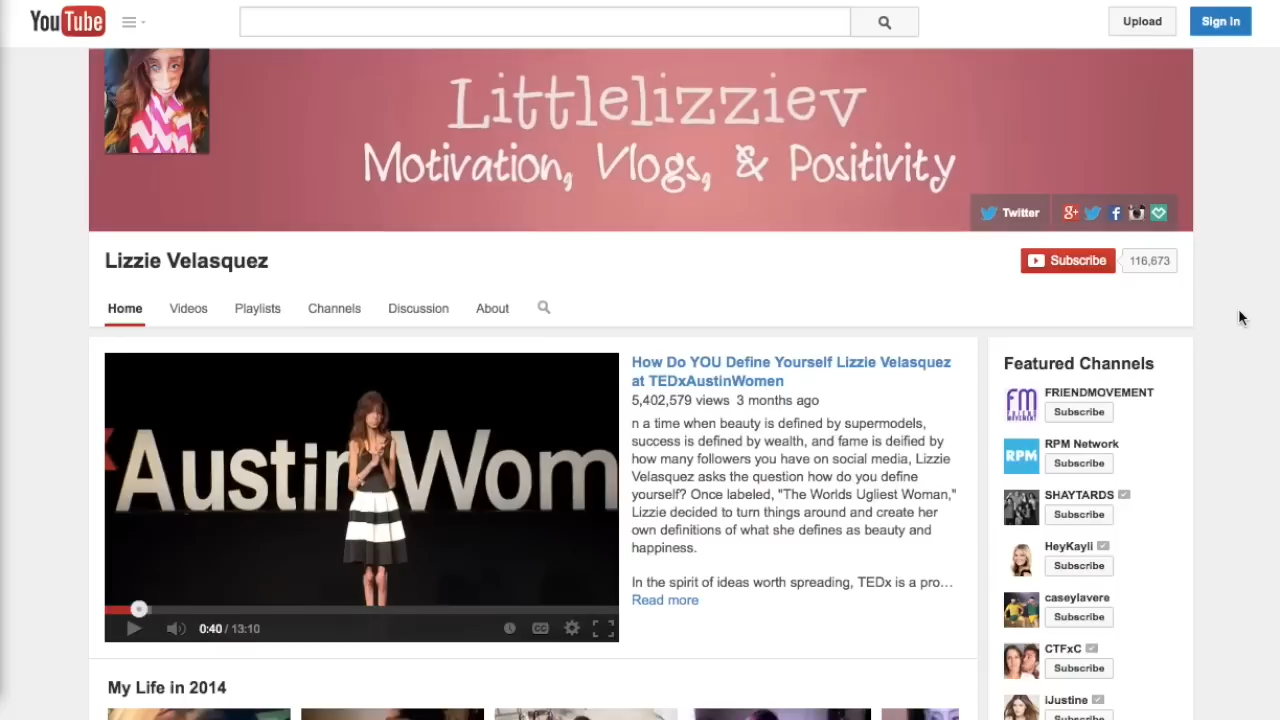 YouTube
Upload
Sign In
Littlelizziev
Motivation, Vlogs, & Positivity
Twitter
Lizzie Velasquez
Subscribe
116,673
Home
Videos
Playlists
Channels
Discussion
About
AustinWom
0:40 / 13:10
CC
How Do YOU Define Yourself Lizzie Velasquez
at TEDxAustinWomen
5,402,579 views 3 months ago
n a time when beauty is defined by supermodels,
success is defined by wealth, and fame is deified by
how many followers you have on social media, Lizzie
Velasquez asks the question how do you define
yourself? Once labeled, "The Worlds Ugliest Woman,"
Lizzie decided to turn things around and create her
own definitions of what she defines as beauty and
happiness.
In the spirit of ideas worth spreading, TEDx is a pro...
Read more
My Life in 2014
Featured Channels
FM
FRIENDMOVEMENT
Subscribe
RPM
RPM Network
Subscribe
SHAYTARDS
Subscribe
HeyKayli
Subscribe
caseylavere
Subscribe
CTFxC
Subscribe
iJustine
Subscribe